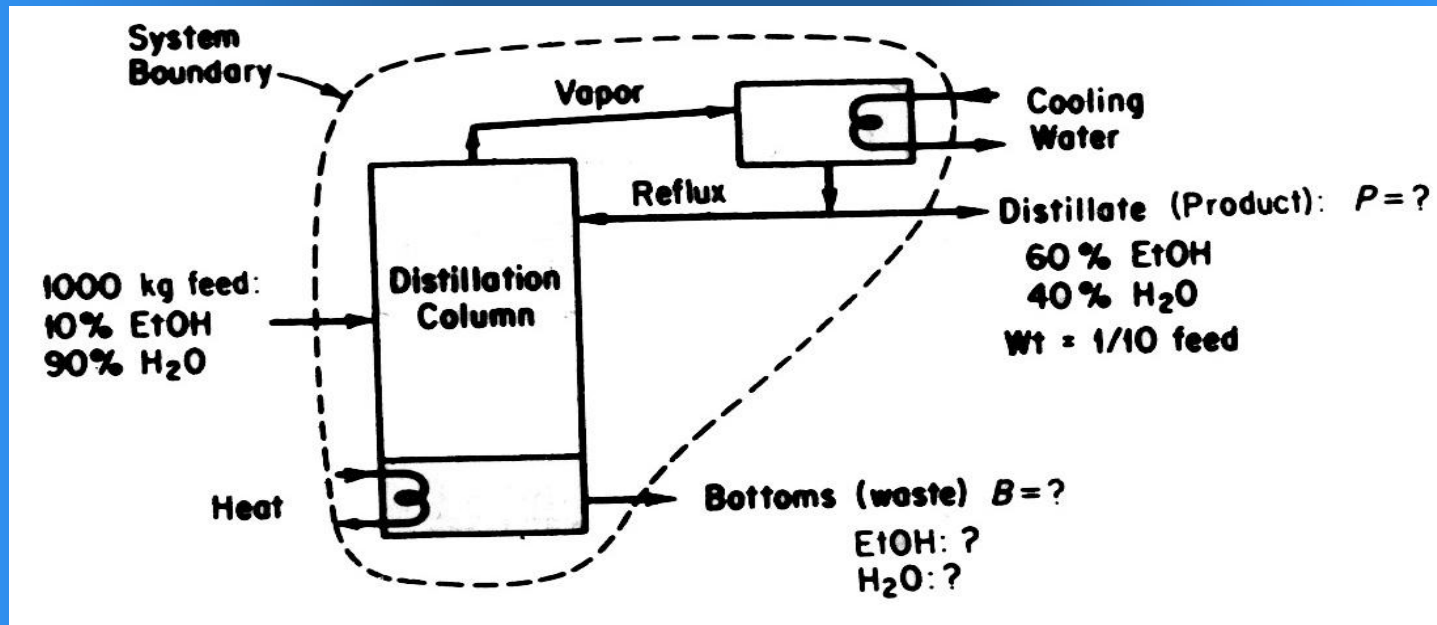 System
Boundary
Vapor
Cooling
Water
Reflux
Distillate (Product): P = ?
60 % EtOH
40 % H₂O
Wt = 1/10 feed
1000 kg feed:
10% EtOH
90% H₂O
Distillation
Column
Heat
Bottoms (waste) B = ?
EtOH: ?
H₂O: ?